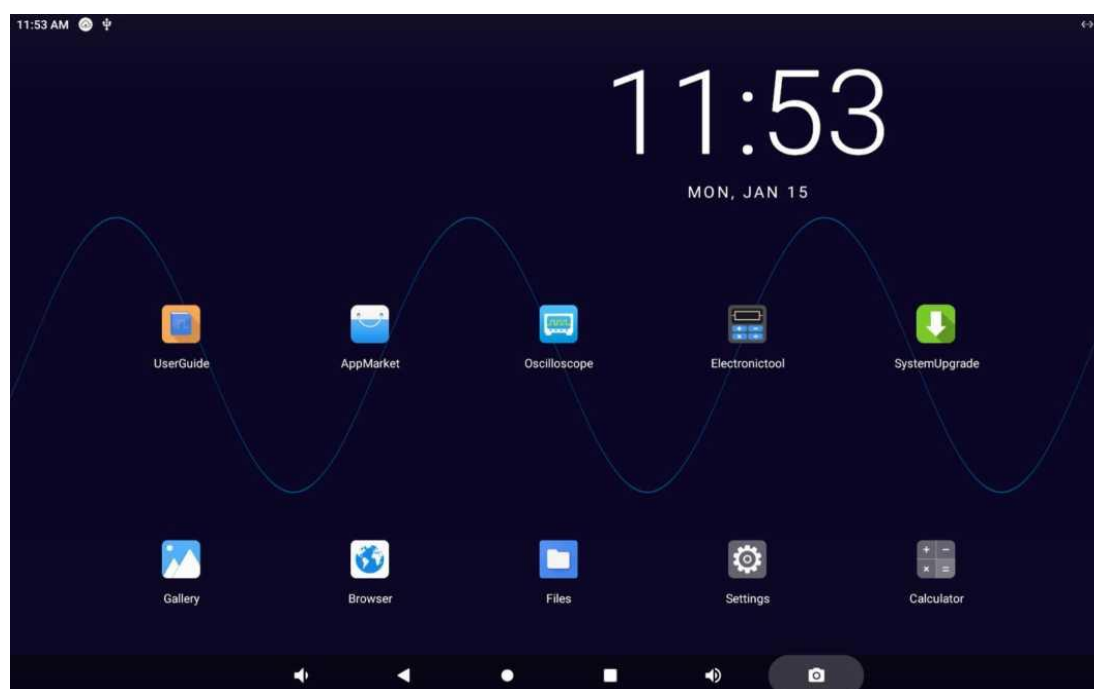 11:53 AM
11:53
MON, JAN 15
UserGuide AppMarket Oscilloscope Electronictool SystemUpgrade
Gallery Browser Files Settings Calculator